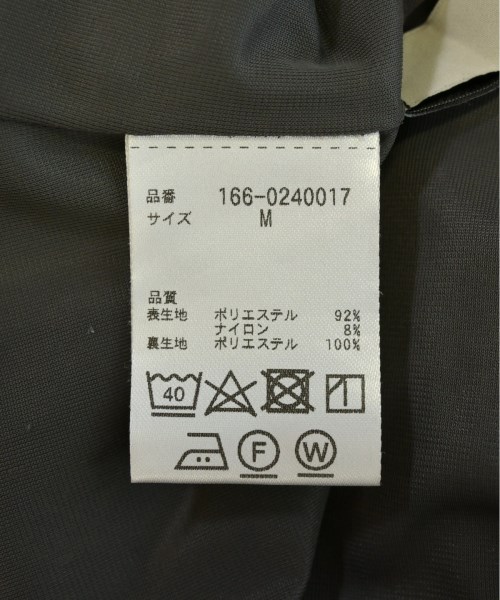 品番 166-0240017
サイズ M
品質
表生地 ポリエステル 92%
ナイロン 8%
裏生地 ポリエステル 100%
40
F W